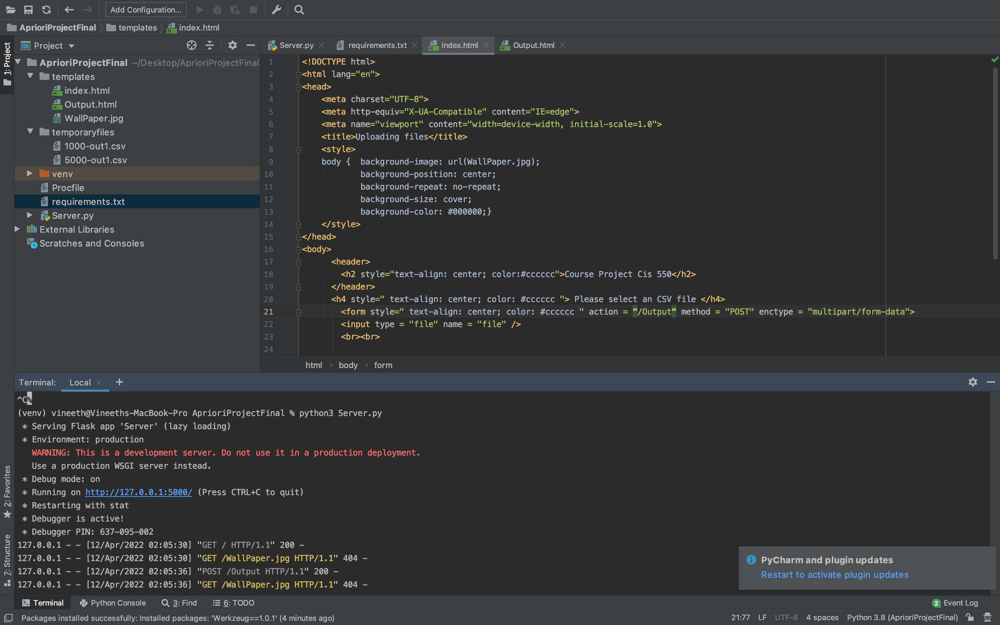 Add Configuration...
AprioriProjectFinal templates index.html
1: Project
Project
Server.py requirements.txt index.html Output.html
AprioriProjectFinal ~/Desktop/AprioriProjectFinal
templates
index.html
Output.html
WallPaper.jpg
temporaryfiles
1000-out1.csv
5000-out1.csv
venv
Procfile
requirements.txt
Server.py
External Libraries
Scratches and Consoles
1 <!DOCTYPE html>
2 <html lang="en">
3 <head>
4 <meta charset="UTF-8">
5 <meta http-equiv="X-UA-Compatible" content="IE=edge">
6 <meta name="viewport" content="width=device-width, initial-scale=1.0">
7 <title>Uploading files</title>
8 <style>
9 body { background-image: url(WallPaper.jpg);
10 background-position: center;
11 background-repeat: no-repeat;
12 background-size: cover;
13 background-color: #000000;}
14 </style>
15 </head>
16 <body>
17 <header>
18 <h2 style="text-align: center; color:#cccccc">Course Project Cis 550</h2>
19 </header>
20 <h4 style=" text-align: center; color: #cccccc "> Please select an CSV file </h4>
21 <form style=" text-align: center; color: #cccccc " action = "/Output" method = "POST" enctype = "multipart/form-data">
22 <input type = "file" name = "file" />
23 <br><br>
24
html › body › form
Terminal: Local +
^C%
(venv) vineeth@Vineeths-MacBook-Pro AprioriProjectFinal % python3 Server.py
* Serving Flask app 'Server' (lazy loading)
* Environment: production
WARNING: This is a development server. Do not use it in a production deployment.
Use a production WSGI server instead.
* Debug mode: on
* Running on http://127.0.0.1:5000/ (Press CTRL+C to quit)
* Restarting with stat
* Debugger is active!
* Debugger PIN: 637-095-002
127.0.0.1 - - [12/Apr/2022 02:05:30] "GET / HTTP/1.1" 200 -
127.0.0.1 - - [12/Apr/2022 02:05:30] "GET /WallPaper.jpg HTTP/1.1" 404 -
127.0.0.1 - - [12/Apr/2022 02:05:36] "POST /Output HTTP/1.1" 200 -
127.0.0.1 - - [12/Apr/2022 02:05:36] "GET /WallPaper.jpg HTTP/1.1" 404 -
2: Favorites
7: Structure
PyCharm and plugin updates
Restart to activate plugin updates
Terminal Python Console 3: Find 6: TODO 2 Event Log
Packages installed successfully: Installed packages: 'Werkzeug==1.0.1' (4 minutes ago) 21:77 LF UTF-8 4 spaces Python 3.8 (AprioriProjectFinal)